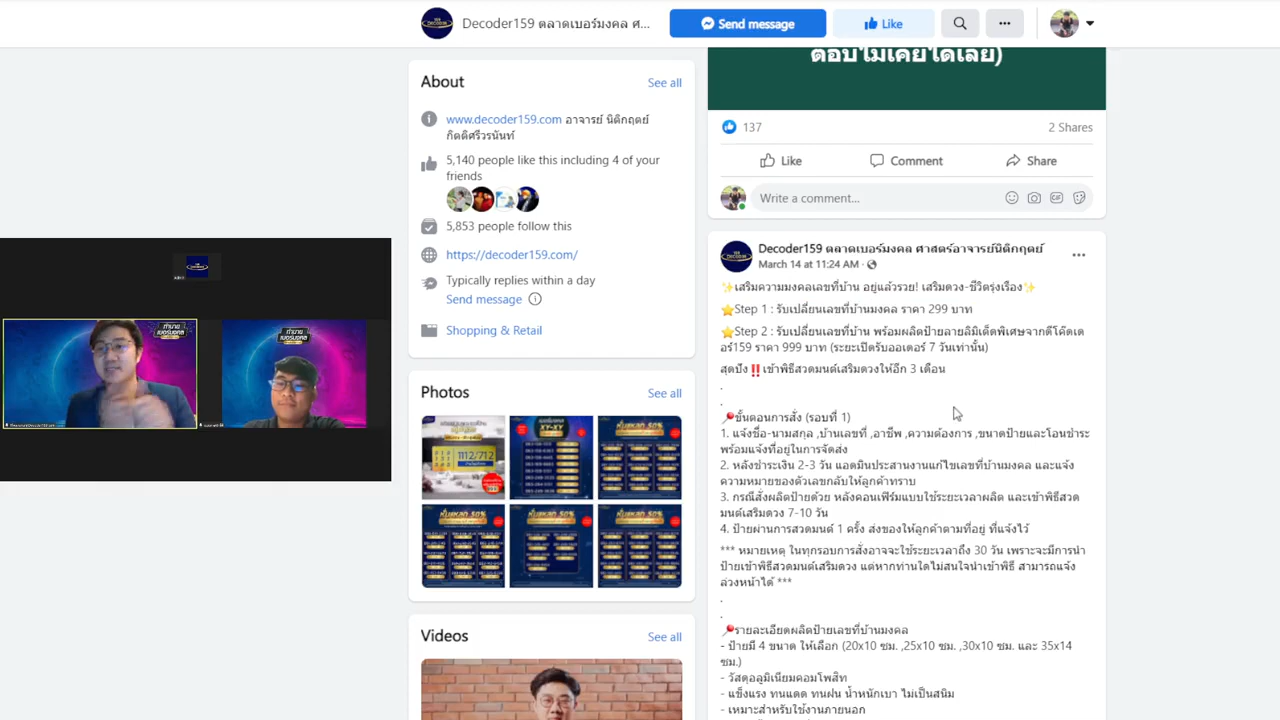 Decoder159 ตลาดเบอร์มงคล ศ...
Send message
Like
ตอบไม่เคยได้เลย)
About
See all
www.decoder159.com อาจารย์ นิติกฤตย์
กิตติศรีวรนันท์
5,140 people like this including 4 of your
friends
5,853 people follow this
https://decoder159.com/
Typically replies within a day
Send message
Shopping & Retail
Photos
See all
1112/712
Videos
See all
137
2 Shares
Like
Comment
Share
Write a comment...
Decoder159 ตลาดเบอร์มงคล ศาสตร์อาจารย์นิติกฤตย์
March 14 at 11:24 AM ·
✨เสริมความมงคลเลขที่บ้าน อยู่แล้วรวย! เสริมดวง-ชีวิตรุ่งเรือง✨
⭐Step 1 : รับเปลี่ยนเลขที่บ้านมงคล ราคา 299 บาท
⭐Step 2 : รับเปลี่ยนเลขที่บ้าน พร้อมผลิตป้ายลายลิมิเต็ดพิเศษจากดีโค้ดเด
อร์159 ราคา 999 บาท (ระยะเปิดรับออเดอร์ 7 วันเท่านั้น)
สุดปัง‼️เข้าพิธีสวดมนต์เสริมดวงให้อีก 3 เดือน
.
.
📍ขั้นตอนการสั่ง (รอบที่ 1)
1. แจ้งชื่อ-นามสกุล ,บ้านเลขที่ ,อาชีพ ,ความต้องการ ,ขนาดป้ายและโอนชำระ
พร้อมแจ้งที่อยู่ในการจัดส่ง
2. หลังชำระเงิน 2-3 วัน แอดมินประสานงานแก้ไขเลขที่บ้านมงคล และแจ้ง
ความหมายของตัวเลขกลับให้ลูกค้าทราบ
3. กรณีสั่งผลิตป้ายด้วย หลังคอนเฟิร์มแบบใช้ระยะเวลาผลิต และเข้าพิธีสวด
มนต์เสริมดวง 7-10 วัน
4. ป้ายผ่านการสวดมนต์ 1 ครั้ง ส่งของให้ลูกค้าตามที่อยู่ ที่แจ้งไว้
*** หมายเหตุ ในทุกรอบการสั่งอาจจะใช้ระยะเวลาถึง 30 วัน เพราะจะมีการนำ
ป้ายเข้าพิธีสวดมนต์เสริมดวง แต่หากท่านใดไม่สนใจนำเข้าพิธี สามารถแจ้ง
ล่วงหน้าได้ ***
.
.
📍รายละเอียดผลิตป้ายเลขที่บ้านมงคล
- ป้ายมี 4 ขนาด ให้เลือก (20x10 ซม. ,25x10 ซม. ,30x10 ซม. และ 35x14
ซม.)
- วัสดุอลูมิเนียมคอมโพสิท
- แข็งแรง ทนแดด ทนฝน น้ำหนักเบา ไม่เป็นสนิม
- เหมาะสำหรับใช้งานภายนอก